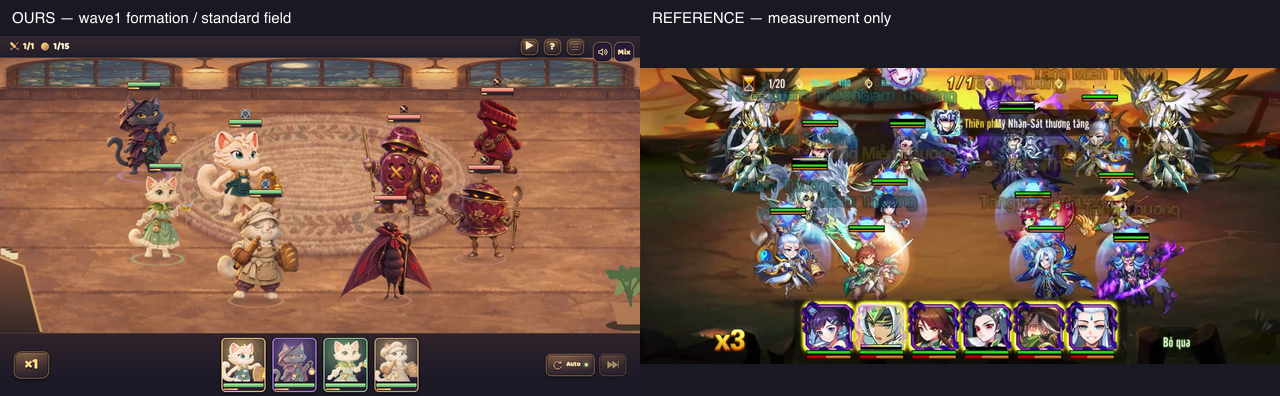 OURS — wave1 formation / standard field
REFERENCE — measurement only
1/1 1/15
?
Mix
x1
Auto
1/20
1/1
Thiên phú Mỹ Nhân-Sát thương tăng
x3
Bỏ qua